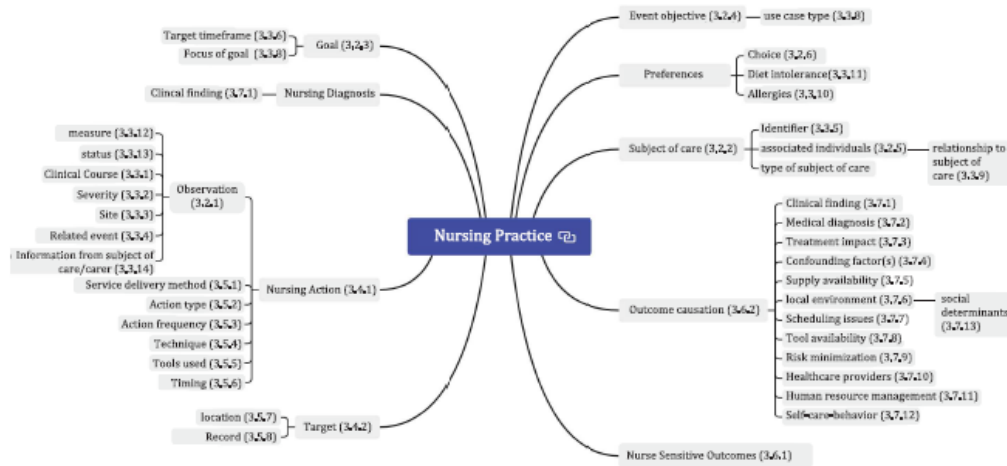 Target timeframe (3.3.6)
Focus of goal (3.3.8)
Goal (3.2.3)
Clincal finding (3.7.1)
Nursing Diagnosis
measure (3.3.12)
status (3.3.13)
Clinical Course (3.3.1)
Severity (3.3.2)
Site (3.3.3)
Related event (3.3.4)
Information from subject of
care/carer (3.3.14)
Observation
(3.2.1)
Service delivery method (3.5.1)
Action type (3.5.2)
Action frequency (3.5.3)
Technique (3.5.4)
Tools used (3.5.5)
Timing (3.5.6)
Nursing Action (3.4.1)
location (3.5.7)
Record (3.5.8)
Target (3.4.2)
Nursing Practice
Event objective (3.2.4)
use case type (3.3.8)
Preferences
Choice (3.2.6)
Diet intolerance(3.3.11)
Allergies (3.3.10)
Subject of care (3.2.2)
Identifier (3.3.5)
associated individuals (3.2.5)
type of subject of care
relationship to
subject of
care (3.3.9)
Outcome causation (3.6.2)
Clinical finding (3.7.1)
Medical diagnosis (3.7.2)
Treatment impact (3.7.3)
Confounding factor(s) (3.7.4)
Supply availability (3.7.5)
local environment (3.7.6)
Scheduling issues (3.7.7)
Tool availability (3.7.8)
Risk minimization (3.7.9)
Healthcare providers (3.7.10)
Human resource management (3.7.11)
Self-care-behavior (3.7.12)
social
determinants
(3.7.13)
Nurse Sensitive Outcomes (3.6.1)